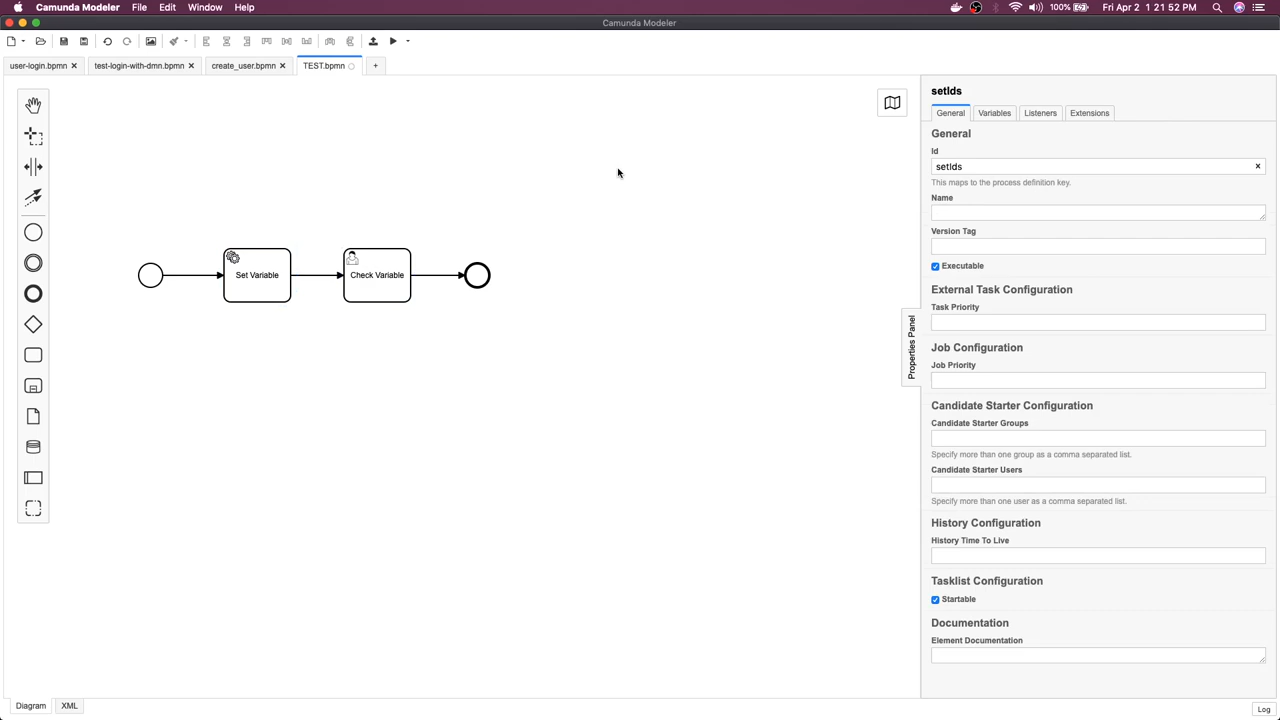 Camunda Modeler File Edit Window Help 100% Fri Apr 2 1 21:51:52 PM
Camunda Modeler
user-login.bpmn test-login-with-dmn.bpmn create_user.bpmn TEST.bpmn +
setIds
General Variables Listeners Extensions
General
Id
setIds
This maps to the process definition key.
Name
Version Tag
Executable
External Task Configuration
Task Priority
Job Configuration
Job Priority
Candidate Starter Configuration
Candidate Starter Groups
Specify more than one group as a comma separated list.
Candidate Starter Users
Specify more than one user as a comma separated list.
History Configuration
History Time To Live
Tasklist Configuration
Startable
Documentation
Element Documentation
Properties Panel
Set Variable
Check Variable
Diagram XML
Log